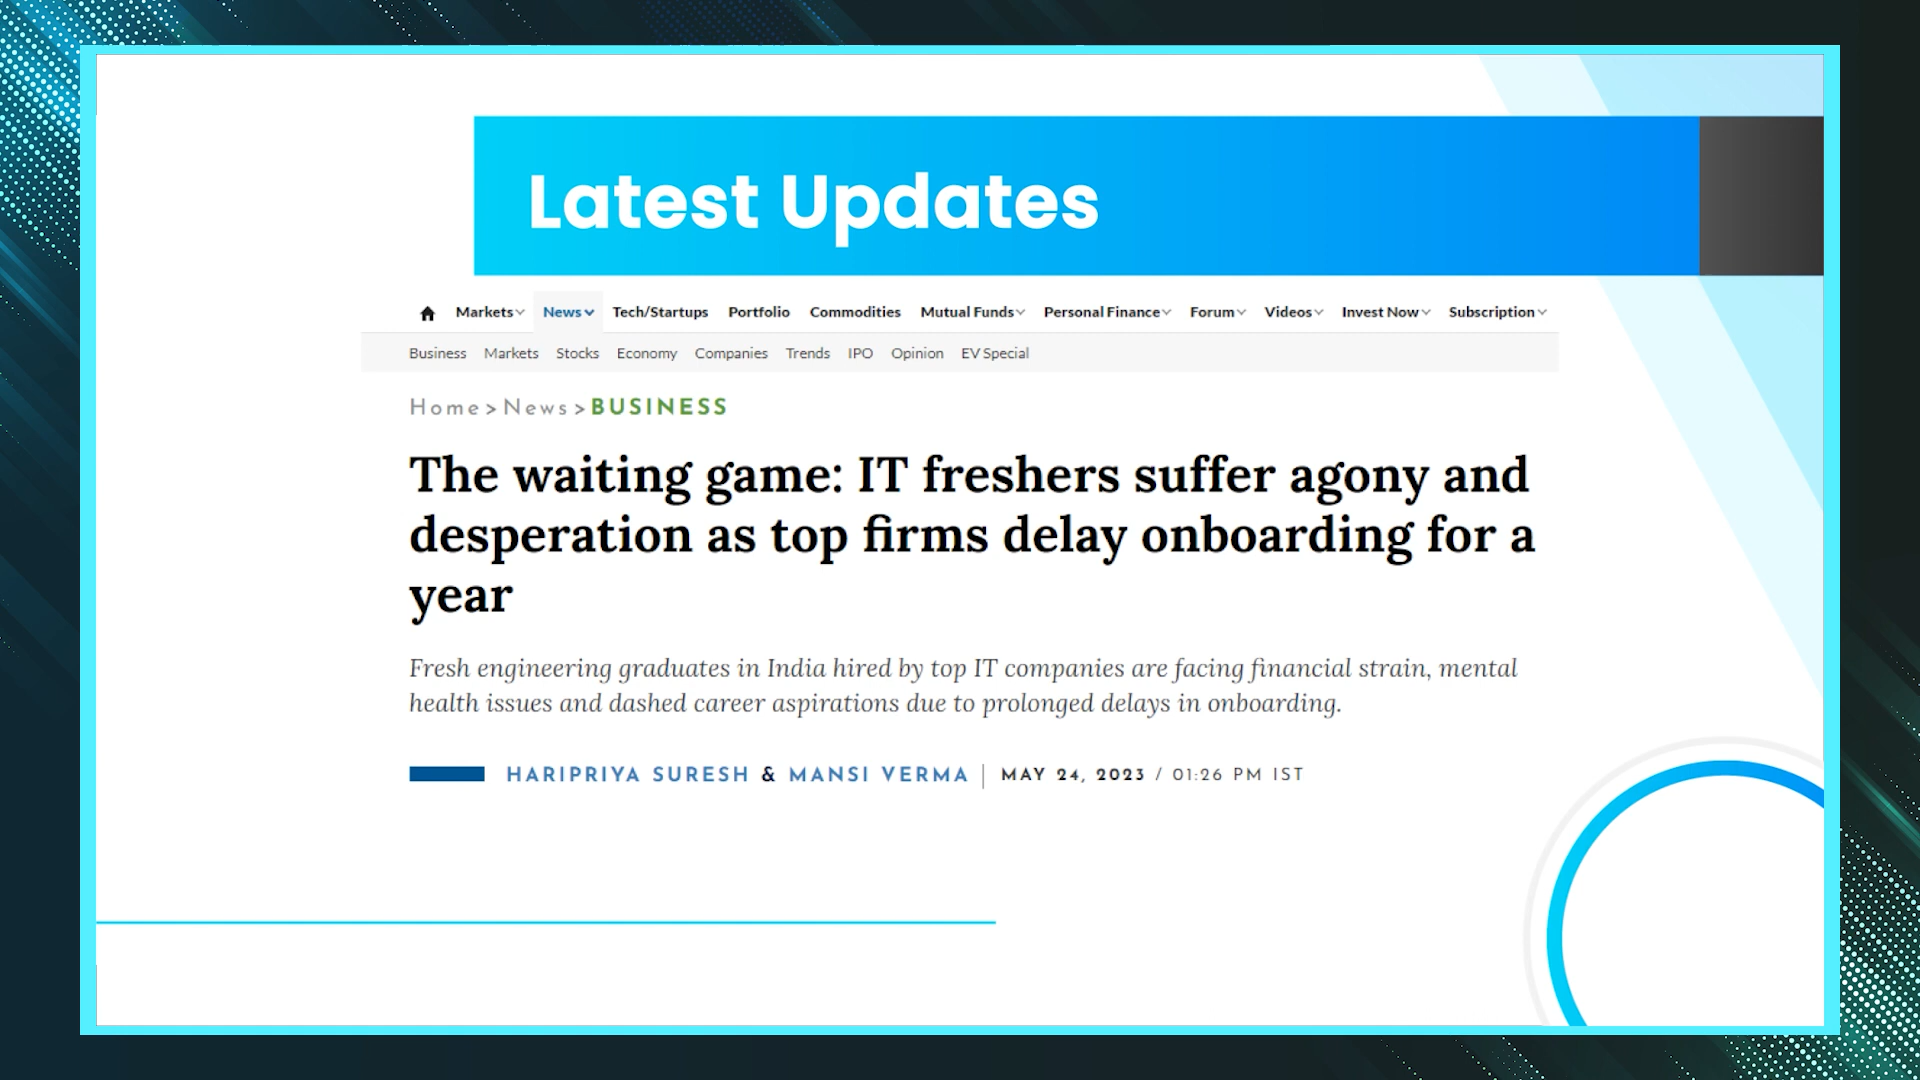 Latest Updates
Markets News Tech/Startups Portfolio Commodities Mutual Funds Personal Finance Forum Videos Invest Now Subscription
Business Markets Stocks Economy Companies Trends IPO Opinion EV Special
Home > News > BUSINESS
The waiting game: IT freshers suffer agony and
desperation as top firms delay onboarding for a
year
Fresh engineering graduates in India hired by top IT companies are facing financial strain, mental
health issues and dashed career aspirations due to prolonged delays in onboarding.
HARIPRIYA SURESH & MANSI VERMA | MAY 24, 2023 / 01:26 PM IST